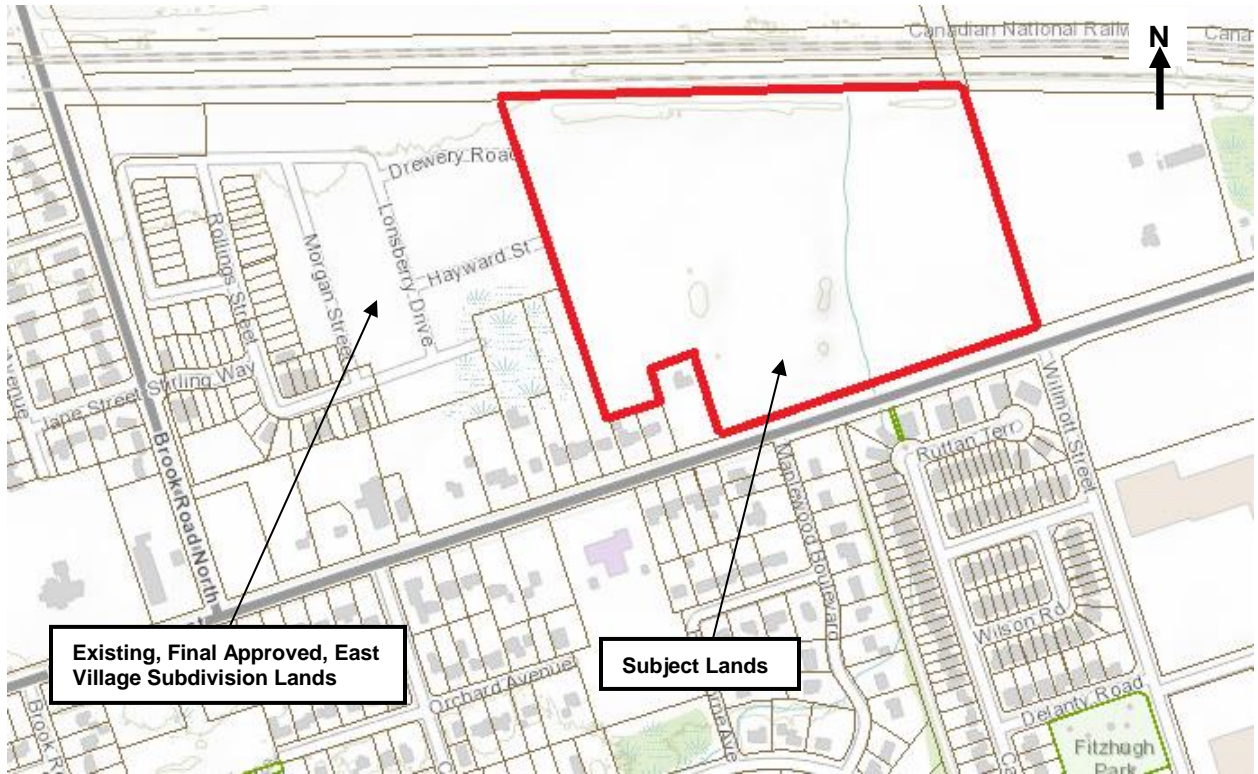 Canadian National Railw
Cana
N
Drewery Road
Lonsberry Drive
Hayward St
Rollings Street
Morgan Street
Stirling Way
Jane Street
Brook Road North
Maplewood Boulevard
Ruttan Terr
Willmott Street
Wilson Rd
Orchard Avenue
Delanty Road
Fitzhugh
Park
Existing, Final Approved, East
Village Subdivision Lands
Subject Lands